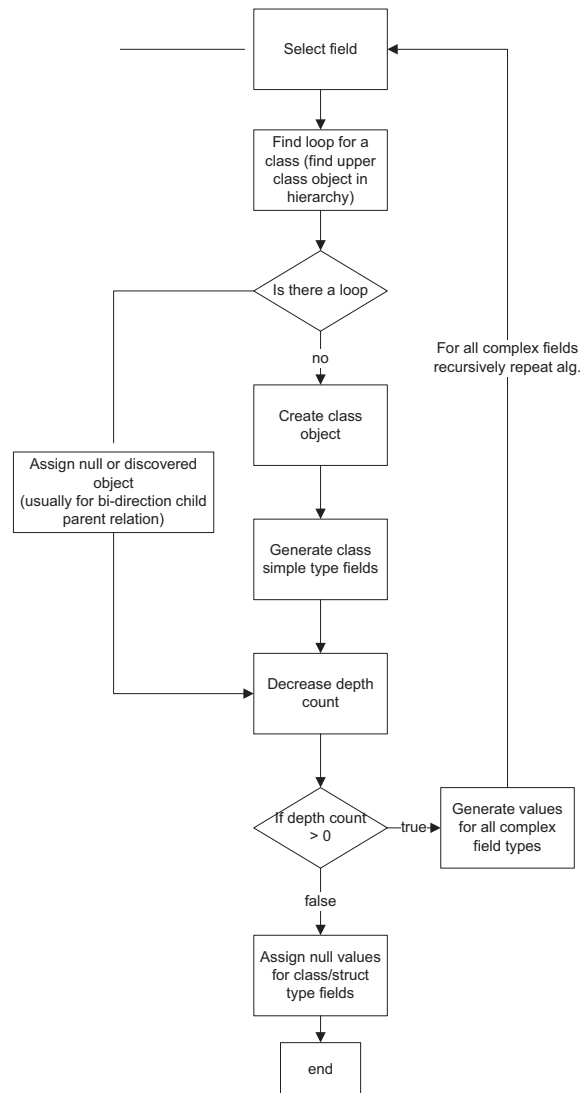 Select field
Find loop for a
class (find upper
class object in
hierarchy)
Is there a loop
no
For all complex fields
recursively repeat alg.
Create class
object
Assign null or discovered
object
(usually for bi-direction child
parent relation)
Generate class
simple type fields
Decrease depth
count
If depth count
> 0
true
Generate values
for all complex
field types
false
Assign null values
for class/struct
type fields
end